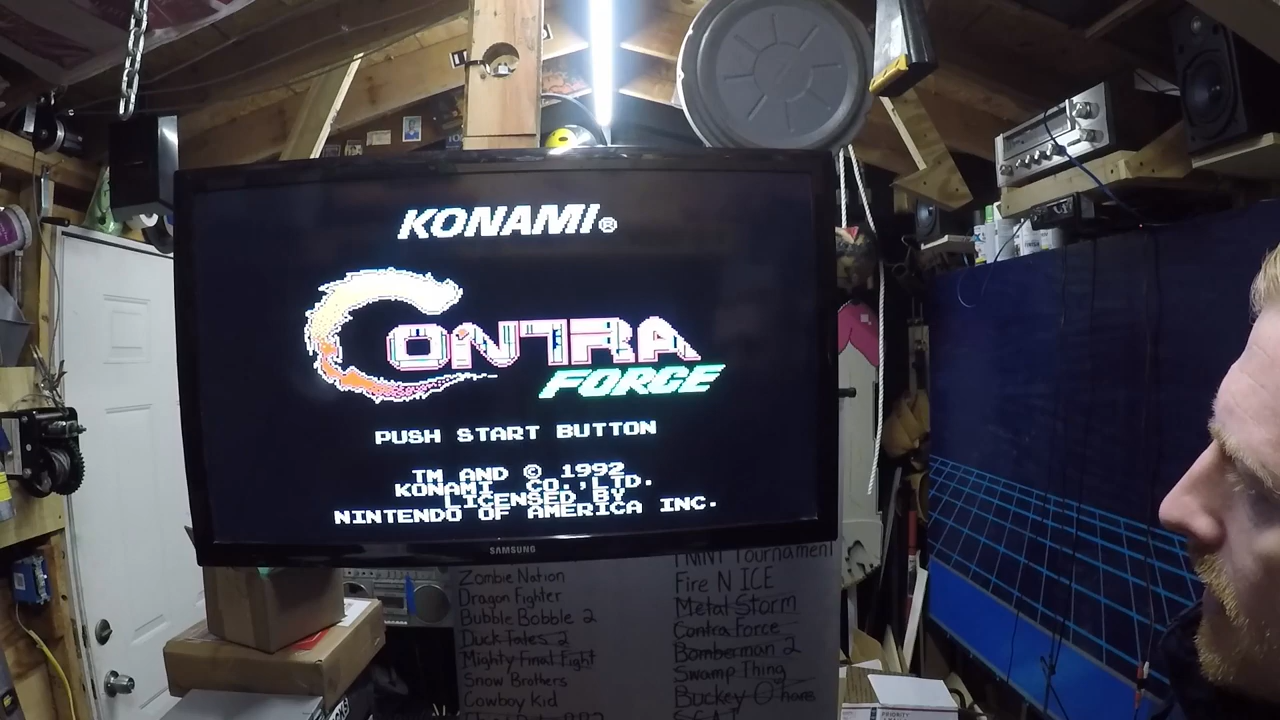 KONAMI®
CONTRA
FORCE
PUSH START BUTTON
TM AND © 1992
KONAMI CO.,LTD.
LICENSED BY
NINTENDO OF AMERICA INC.
SAMSUNG
Zombie Nation
Dragon Fighter
Bubble Bobble 2
Duck Tales 2
Mighty Final Fight
Snow Brothers
Cowboy Kid
TMNT Tournament
Fire N ICE
Metal Storm
Contra Force
Bomberman 2
Swamp Thing
Buckey O'hare
PRIORITY